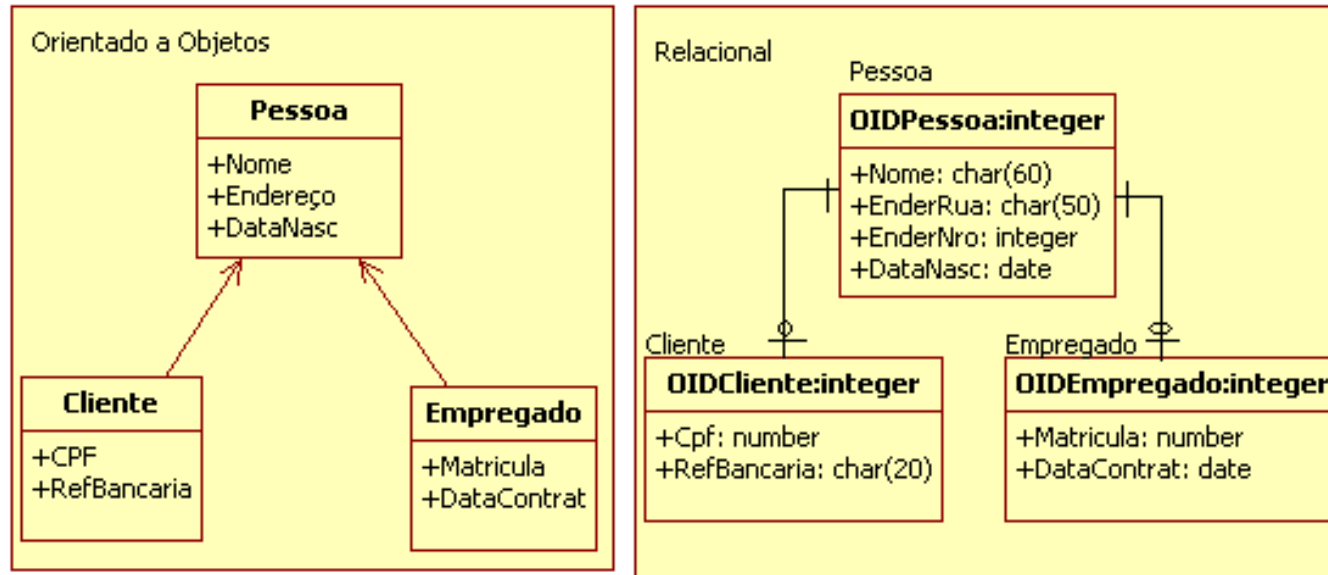 Orientado a Objetos
Pessoa
+Nome
+Endereço
+DataNasc
Cliente
+CPF
+RefBancaria
Empregado
+Matricula
+DataContrat
Relacional
Pessoa
OIDPessoa:integer
+Nome: char(60)
+EnderRua: char(50)
+EnderNro: integer
+DataNasc: date
Cliente
OIDCliente:integer
+Cpf: number
+RefBancaria: char(20)
Empregado
OIDEmpregado:integer
+Matricula: number
+DataContrat: date